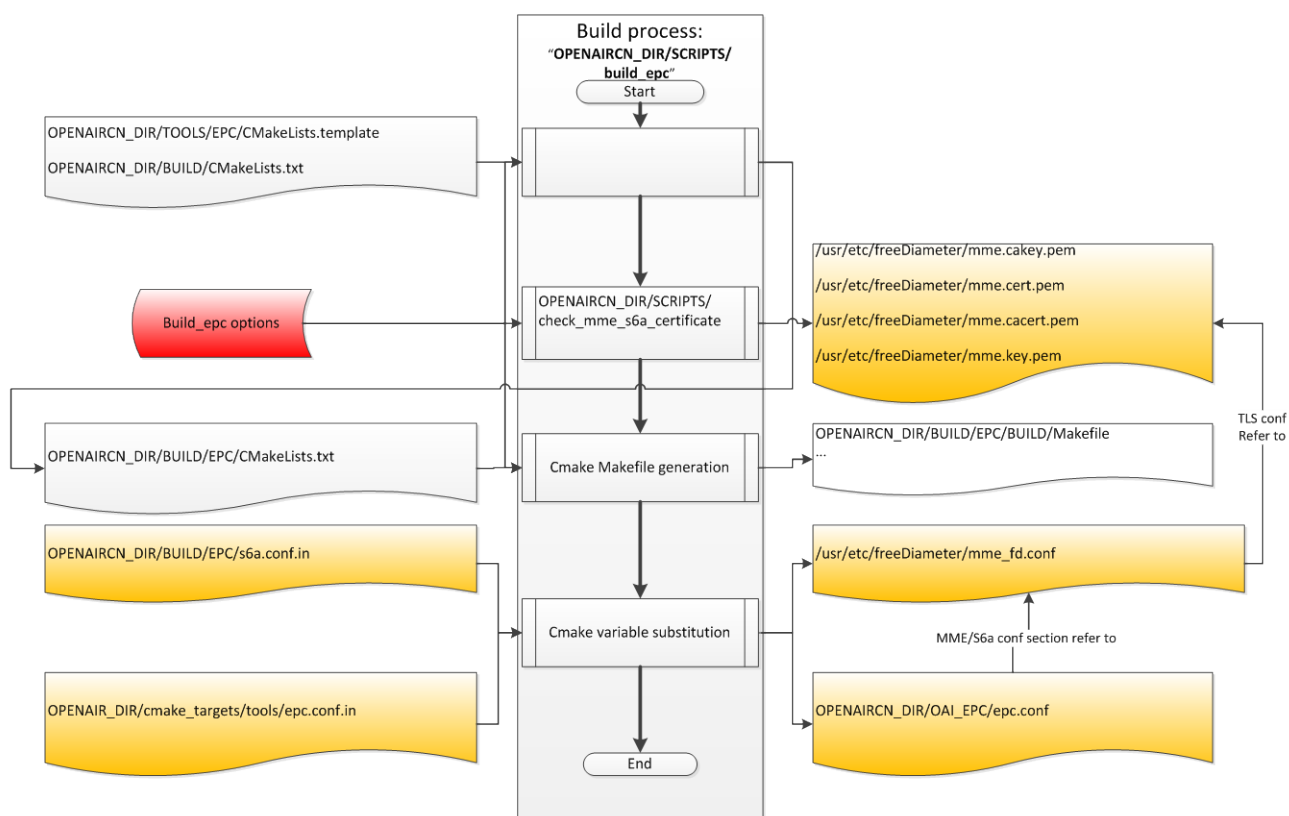 Build process:
“OPENAIRCN_DIR/SCRIPTS/
build_epc”
Start
OPENAIRCN_DIR/TOOLS/EPC/CMakeLists.template
OPENAIRCN_DIR/BUILD/CMakeLists.txt
/usr/etc/freeDiameter/mme.cakey.pem
/usr/etc/freeDiameter/mme.cert.pem
/usr/etc/freeDiameter/mme.cacert.pem
/usr/etc/freeDiameter/mme.key.pem
Build_epc options
OPENAIRCN_DIR/SCRIPTS/
check_mme_s6a_certificate
TLS conf
Refer to
OPENAIRCN_DIR/BUILD/EPC/CMakeLists.txt
Cmake Makefile generation
OPENAIRCN_DIR/BUILD/EPC/BUILD/Makefile
...
OPENAIRCN_DIR/BUILD/EPC/s6a.conf.in
/usr/etc/freeDiameter/mme_fd.conf
Cmake variable substitution
MME/S6a conf section refer to
OPENAIR_DIR/cmake_targets/tools/epc.conf.in
OPENAIRCN_DIR/OAI_EPC/epc.conf
End